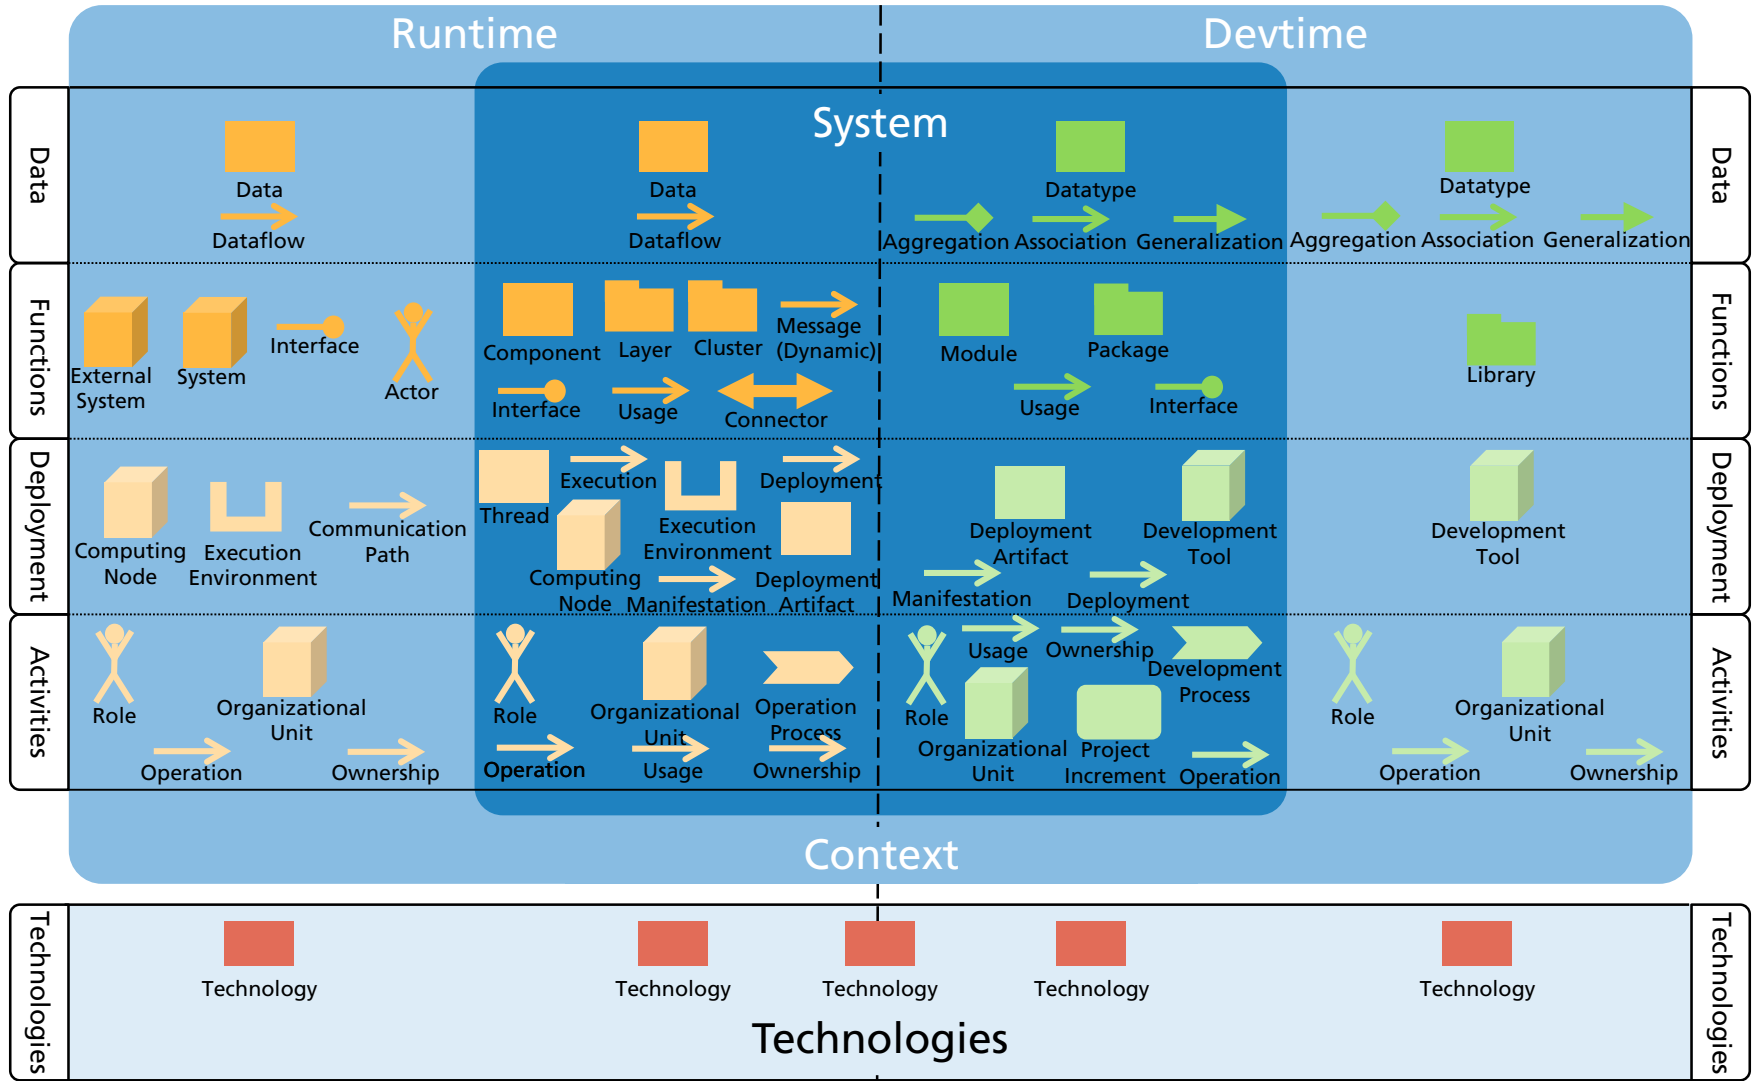 Runtime
Devtime
System
Data
Data
Dataflow
Data
Dataflow
Datatype
Aggregation
Association
Generalization
Datatype
Aggregation
Association
Generalization
Data
Functions
External
System
System
Interface
Actor
Component
Layer
Cluster
Message
(Dynamic)
Interface
Usage
Connector
Module
Package
Usage
Interface
Library
Functions
Deployment
Computing
Node
Execution
Environment
Communication
Path
Thread
Execution
Execution
Environment
Deployment
Computing
Node
Manifestation
Deployment
Artifact
Deployment
Artifact
Development
Tool
Manifestation
Deployment
Development
Tool
Deployment
Activities
Role
Organizational
Unit
Operation
Ownership
Role
Organizational
Unit
Operation
Process
Operation
Usage
Ownership
Role
Usage
Ownership
Development
Process
Organizational
Unit
Project
Increment
Operation
Role
Organizational
Unit
Operation
Ownership
Activities
Context
Technologies
Technology
Technology
Technology
Technology
Technology
Technologies
Technologies